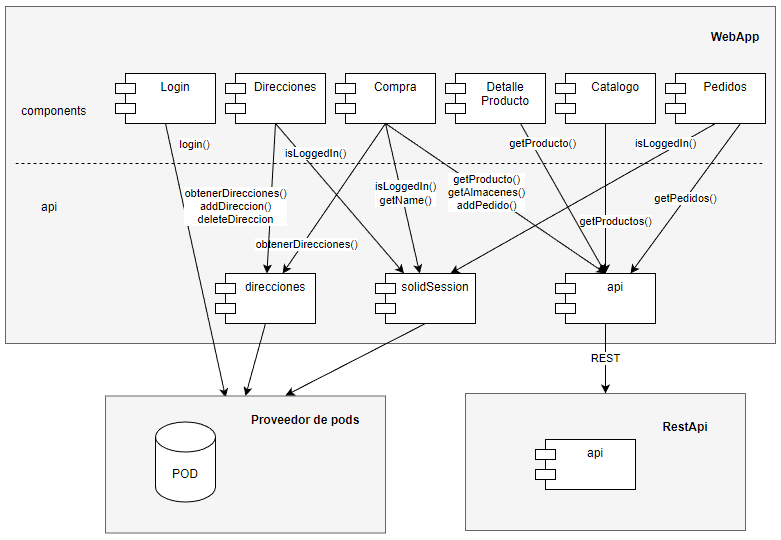 WebApp
Login
Direcciones
Compra
Detalle
Producto
Catalogo
Pedidos
components
login()
isLoggedIn()
getProducto()
isLoggedIn()
api
obtenerDirecciones()
addDireccion()
deleteDireccion
isLoggedIn()
getName()
getProducto()
getAlmacenes()
addPedido()
getPedidos()
getProductos()
obtenerDirecciones()
direcciones
solidSession
api
REST
Proveedor de pods
POD
RestApi
api